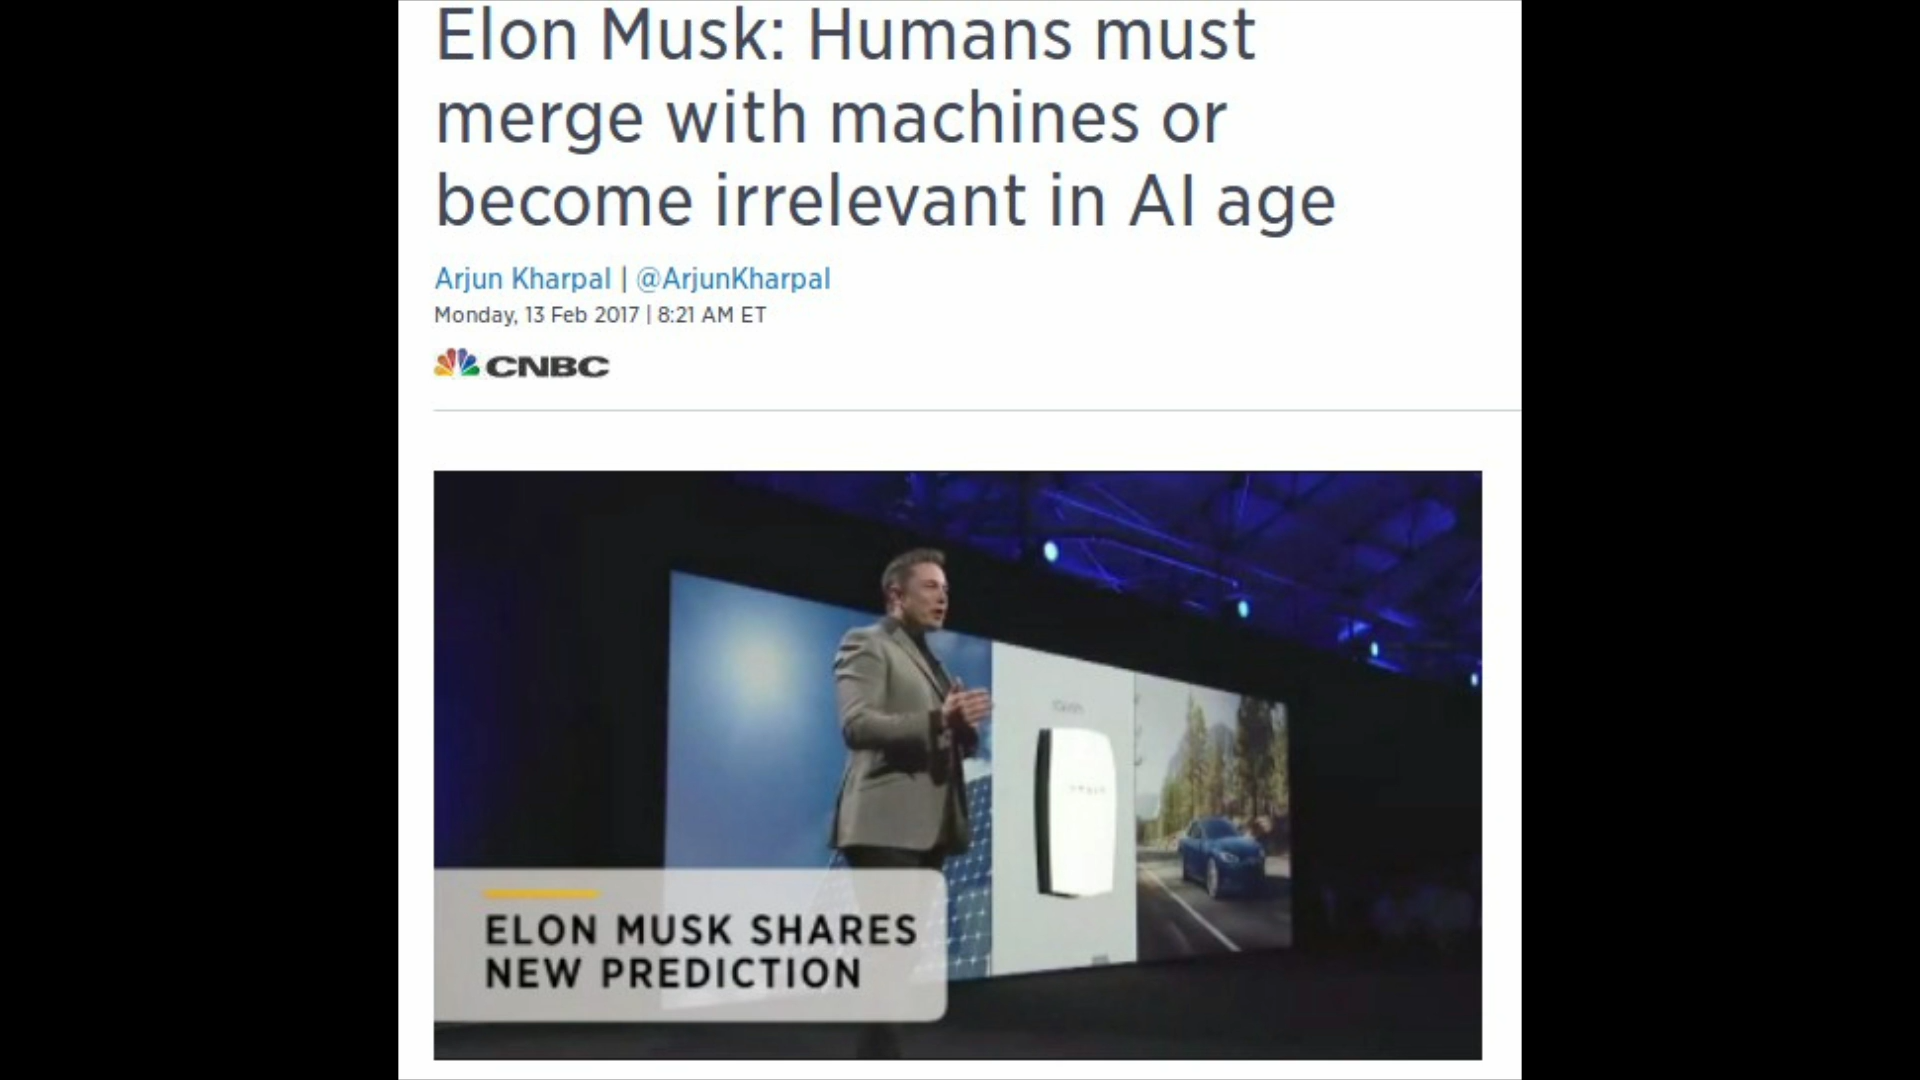 Elon Musk: Humans must
merge with machines or
become irrelevant in AI age
Arjun Kharpal | @ArjunKharpal
Monday, 13 Feb 2017 | 8:21 AM ET
CNBC
ELON MUSK SHARES
NEW PREDICTION